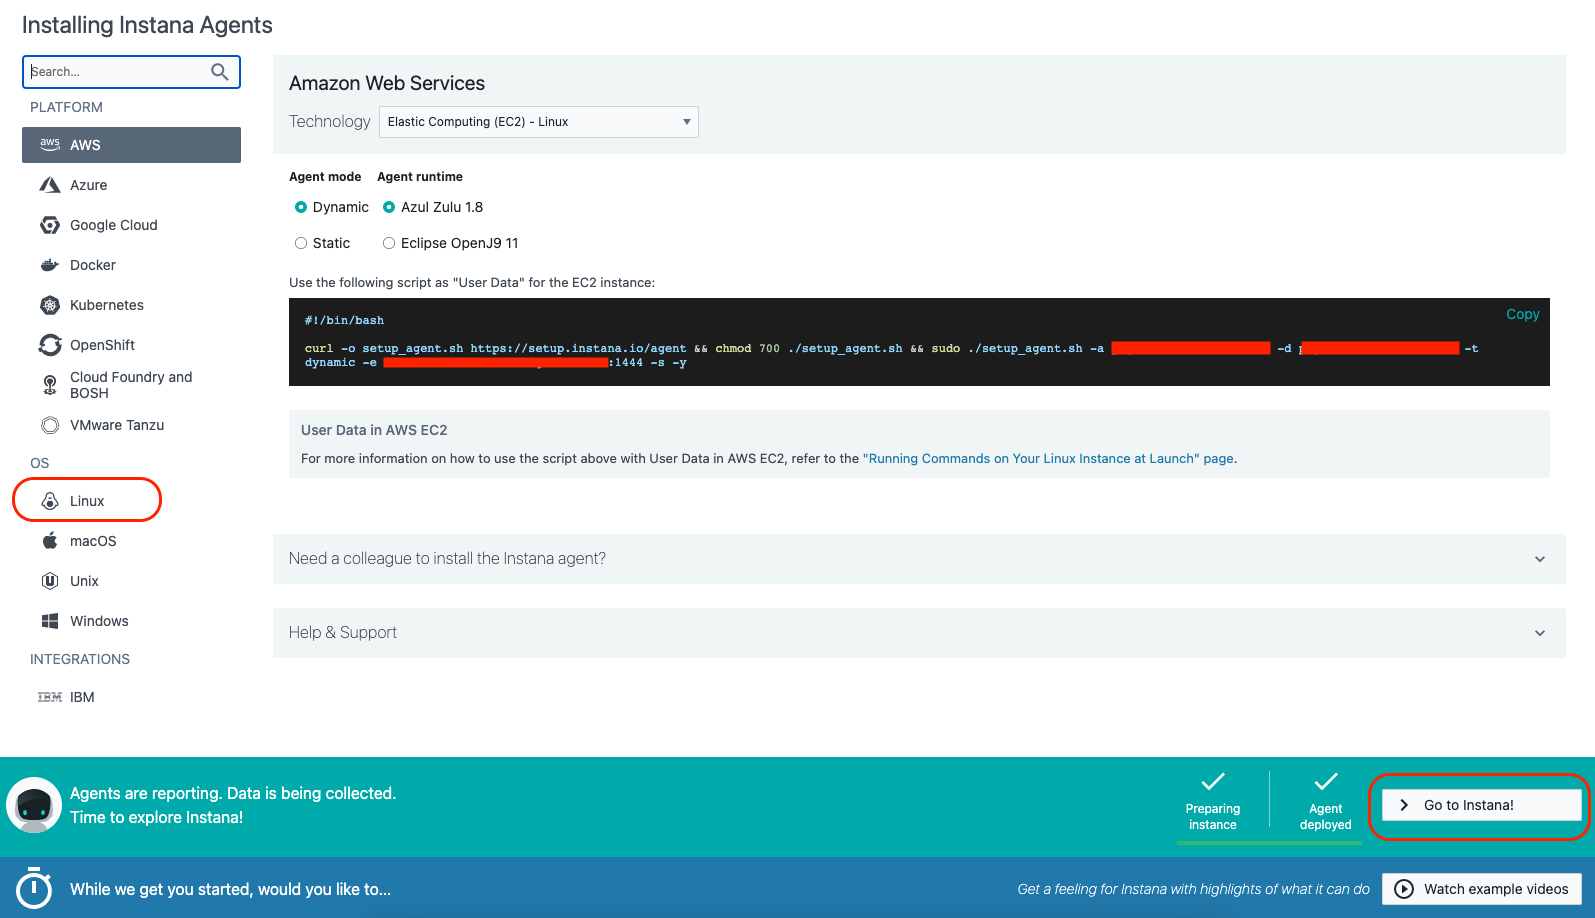 Installing Instana Agents
Search...
PLATFORM
aws AWS
Azure
Google Cloud
Docker
Kubernetes
OpenShift
Cloud Foundry and
BOSH
VMware Tanzu
OS
Linux
macOS
Unix
Windows
INTEGRATIONS
IBM IBM
Amazon Web Services
Technology Elastic Computing (EC2) - Linux
Agent mode Agent runtime
Dynamic Azul Zulu 1.8
Static Eclipse OpenJ9 11
Use the following script as "User Data" for the EC2 instance:
Copy
#!/bin/bash
curl -o setup_agent.sh https://setup.instana.io/agent && chmod 700 ./setup_agent.sh && sudo ./setup_agent.sh -a -d -t
dynamic -e :1444 -s -y
User Data in AWS EC2
For more information on how to use the script above with User Data in AWS EC2, refer to the "Running Commands on Your Linux Instance at Launch" page.
Need a colleague to install the Instana agent?
Help & Support
Agents are reporting. Data is being collected.
Time to explore Instana!
Preparing
instance
Agent
deployed
Go to Instana!
While we get you started, would you like to...
Get a feeling for Instana with highlights of what it can do
Watch example videos